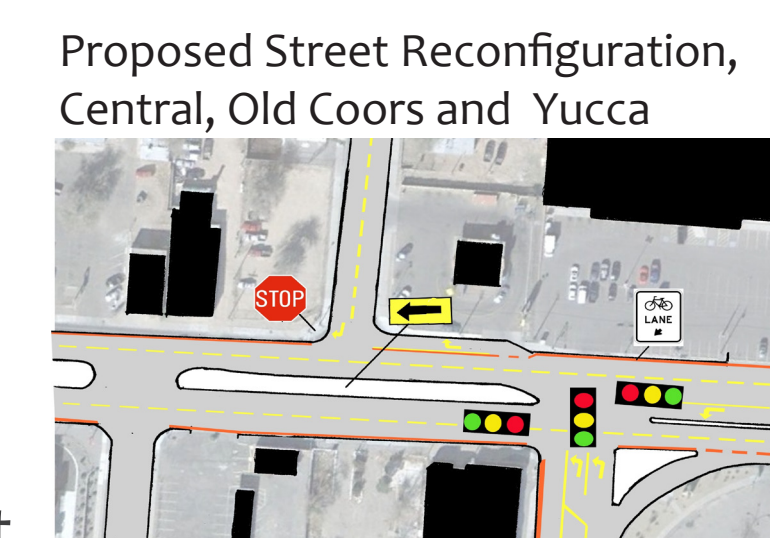 Proposed Street Reconfiguration,
Central, Old Coors and Yucca
STOP
LANE